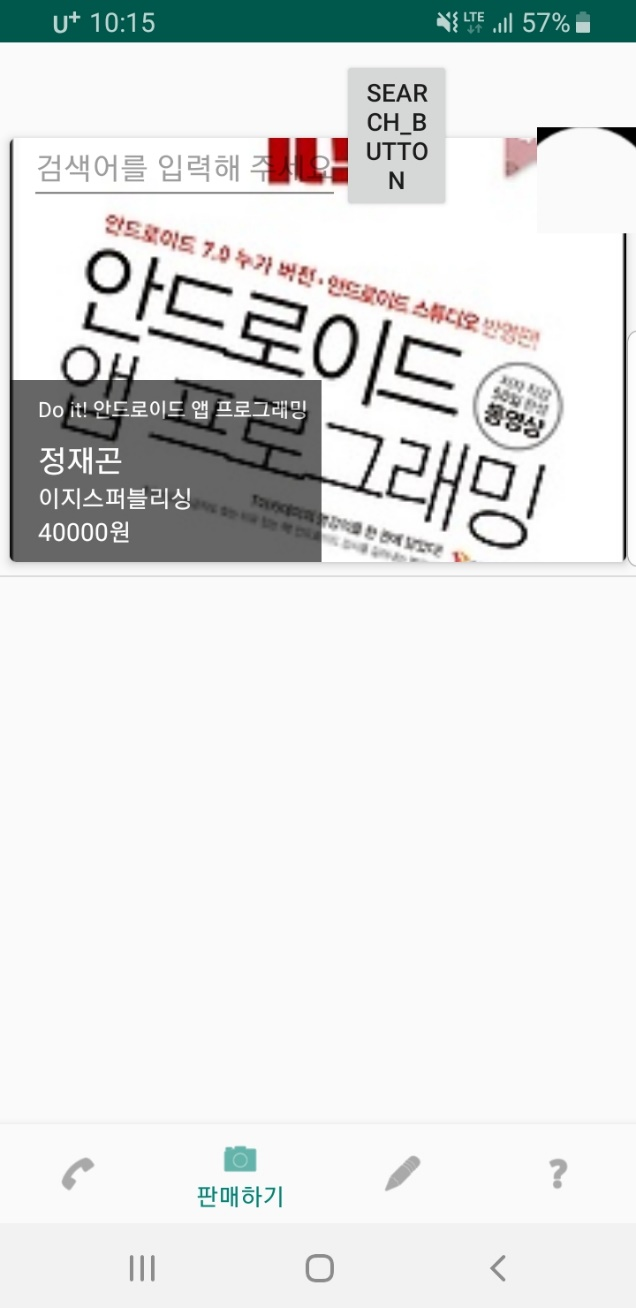 U+ 10:15 LTE 57%
SEAR
CH_B
UTTO
N
검색어를 입력해 주세요
안드로이드 7.0 누가 버전 · 안드로이드 스튜디오 반영판!
안드로이드
앱 프로그래밍
동영상
Do it! 안드로이드 앱 프로그래밍
정재곤
이지스퍼블리싱
40000원
판매하기
?